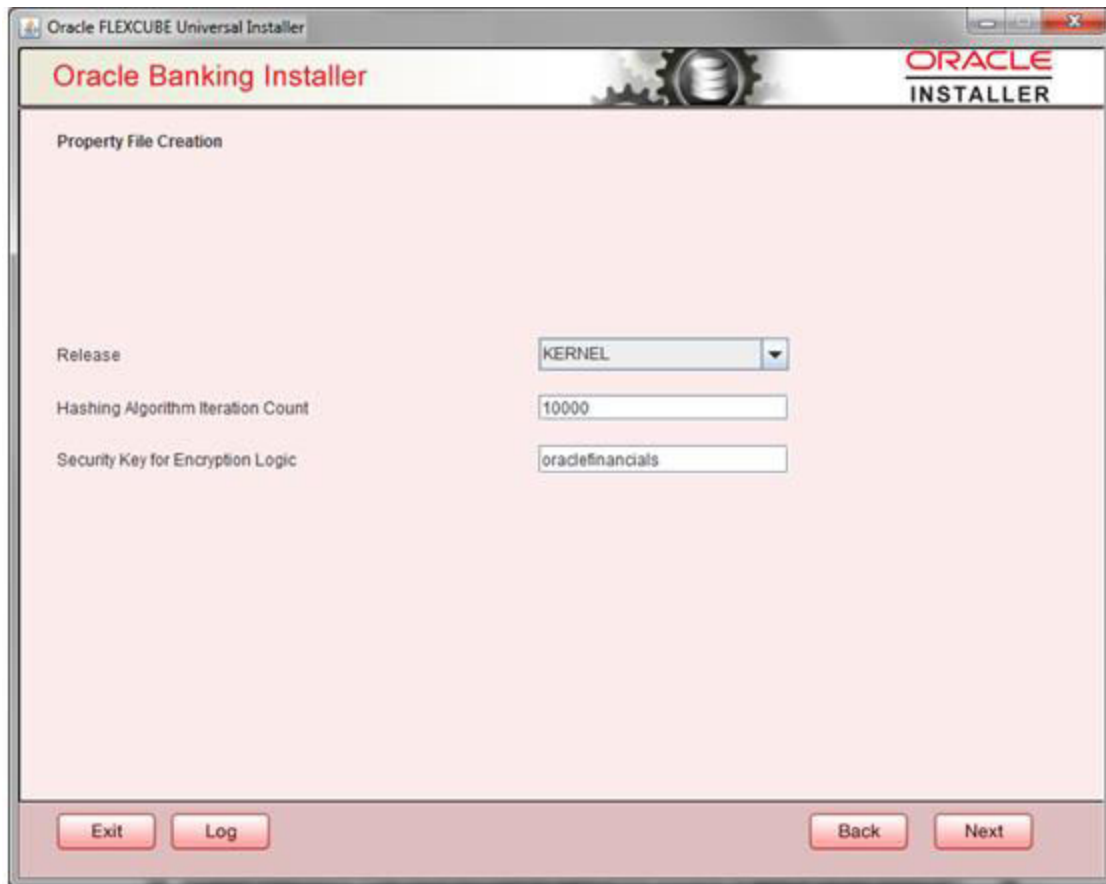 Oracle FLEXCUBE Universal Installer
Oracle Banking Installer
ORACLE
INSTALLER
Property File Creation
Release
KERNEL
Hashing Algorithm Iteration Count
10000
Security Key for Encryption Logic
oraclefinancials
Exit
Log
Back
Next